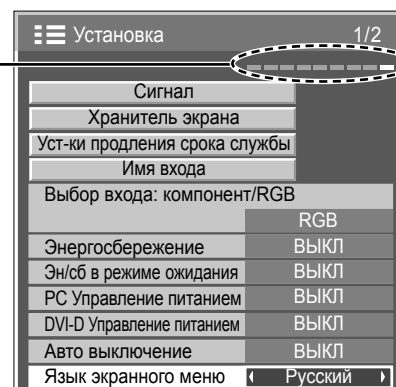 Установка 1/2
Сигнал
Хранитель экрана
Уст-ки продления срока службы
Имя входа
Выбор входа: компонент/RGB
RGB
Энергосбережение ВЫКЛ
Эн/сб в режиме ожидания ВЫКЛ
PC Управление питанием ВЫКЛ
DVI-D Управление питанием ВЫКЛ
Авто выключение ВЫКЛ
Язык экранного меню Русский